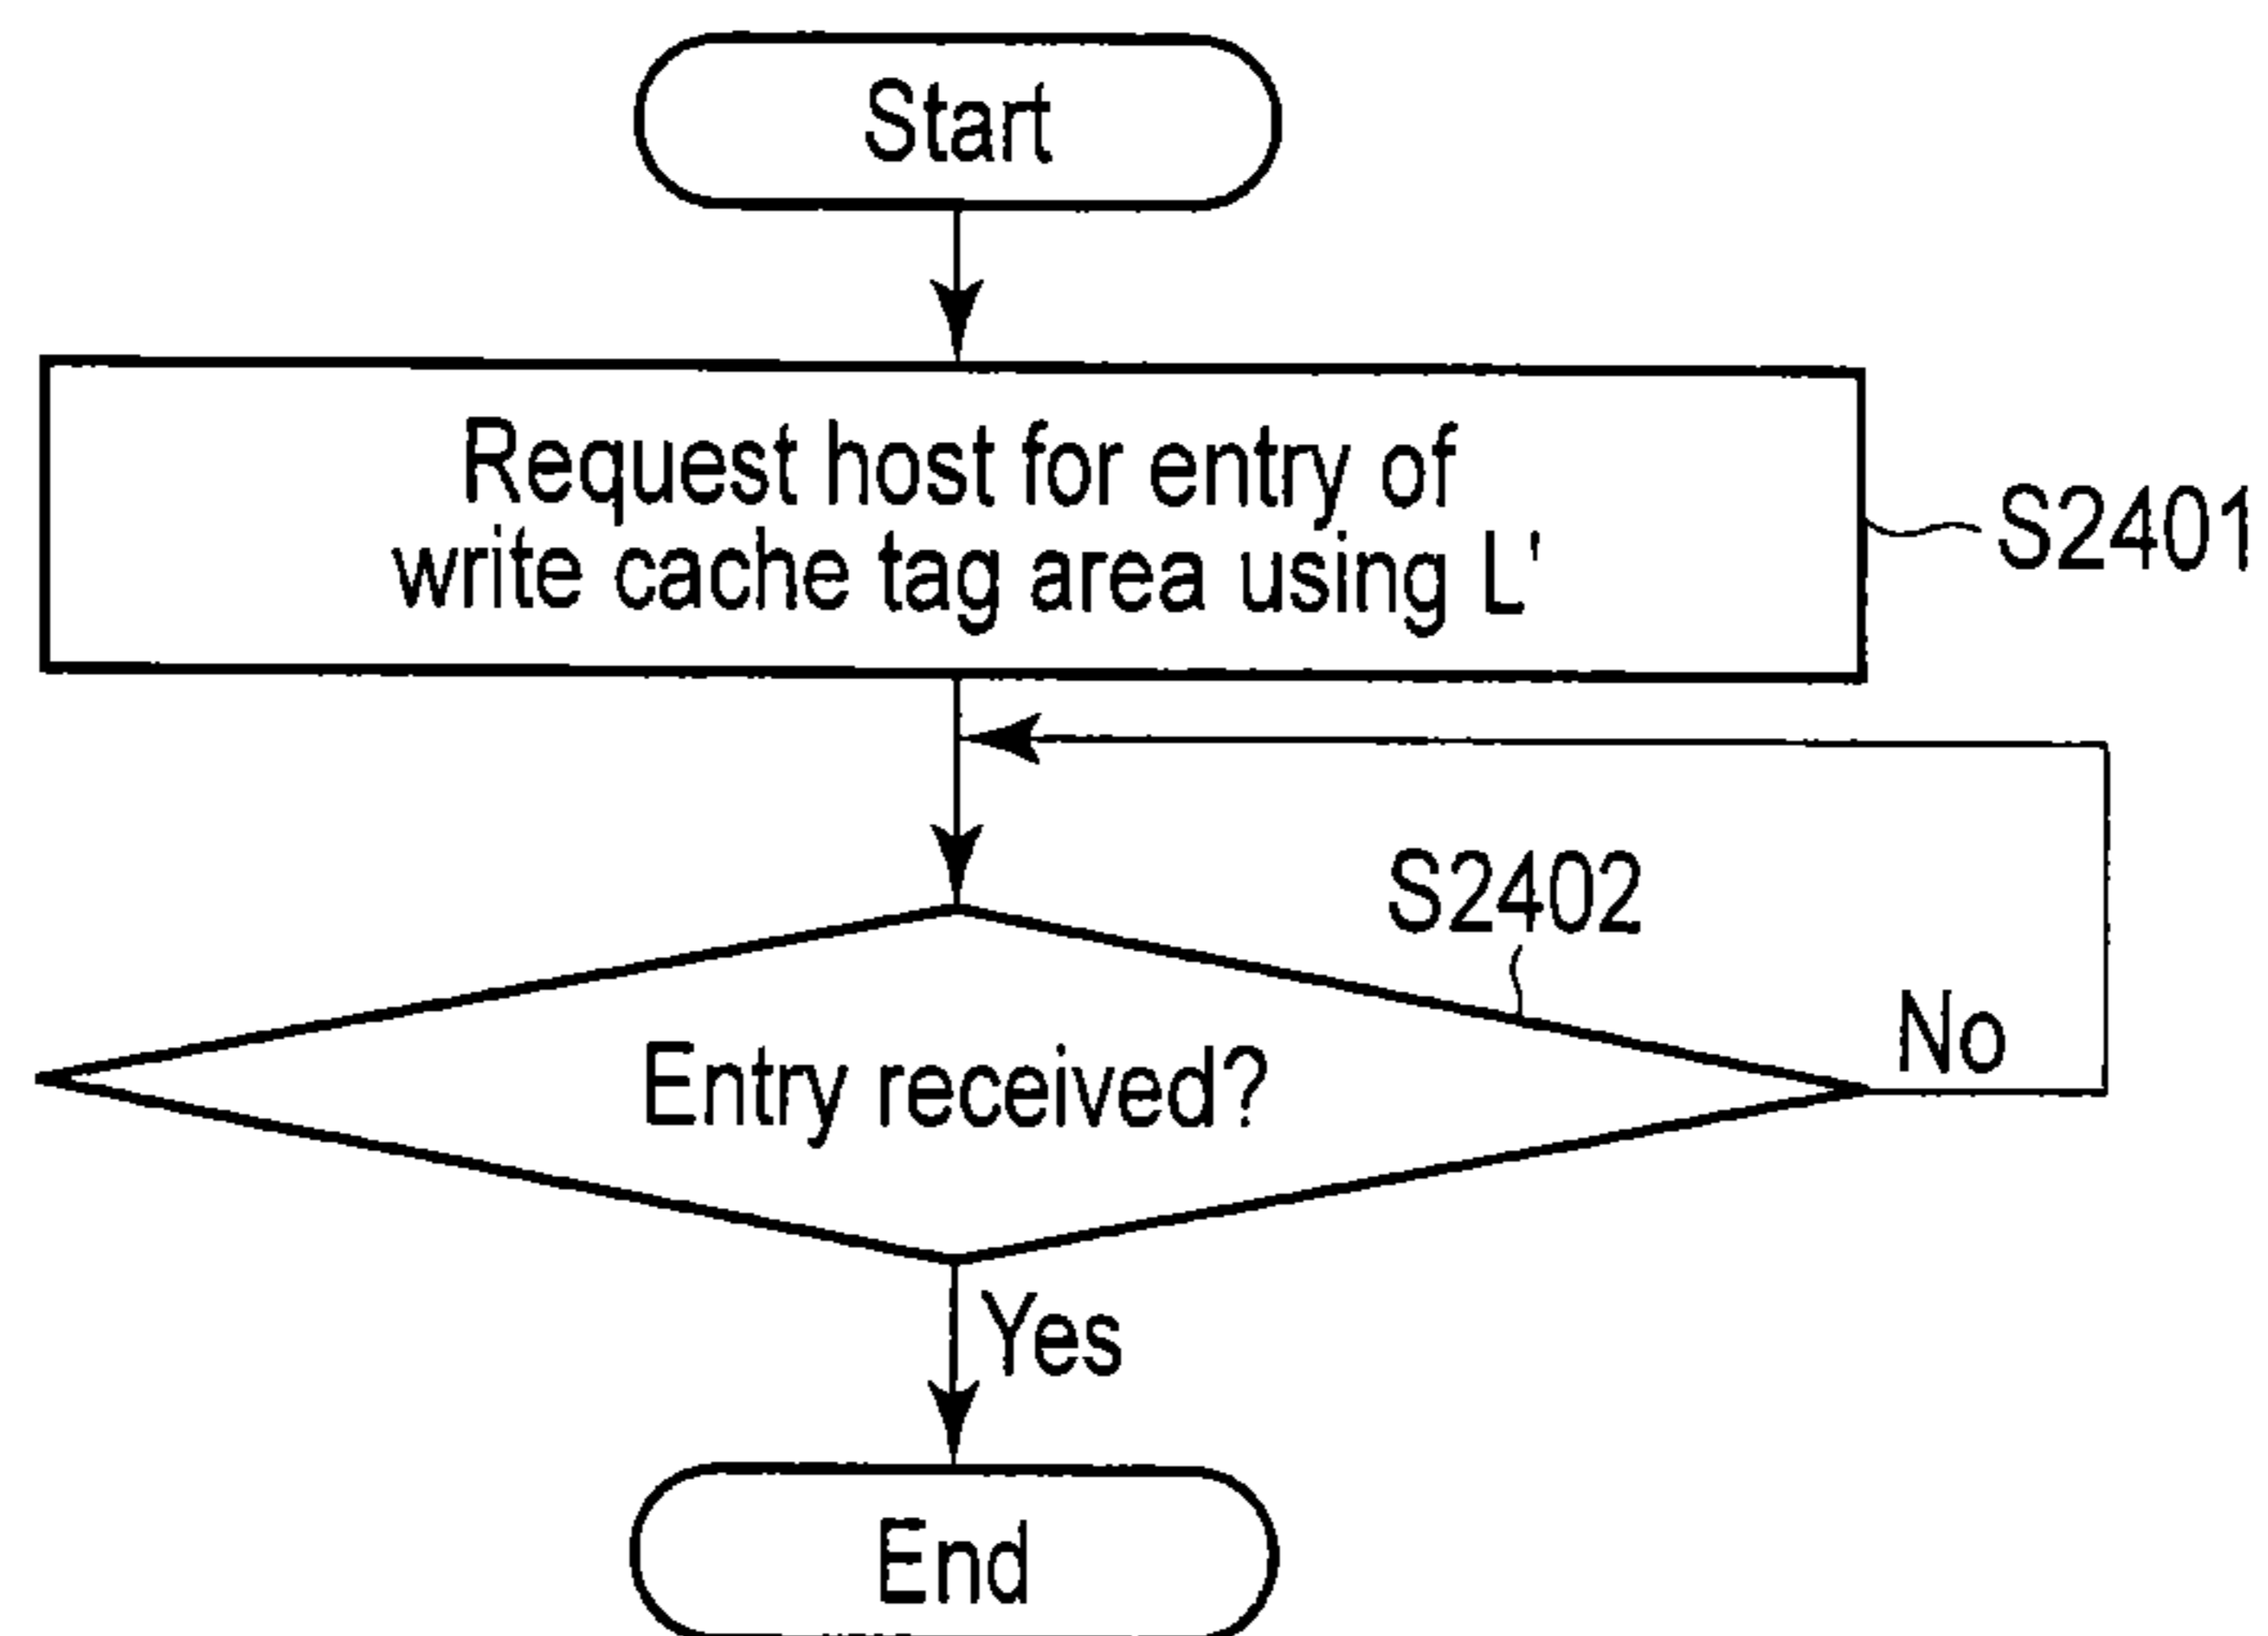 Start
Request host for entry of
write cache tag area using L'
S2401
S2402
Entry received?
No
Yes
End